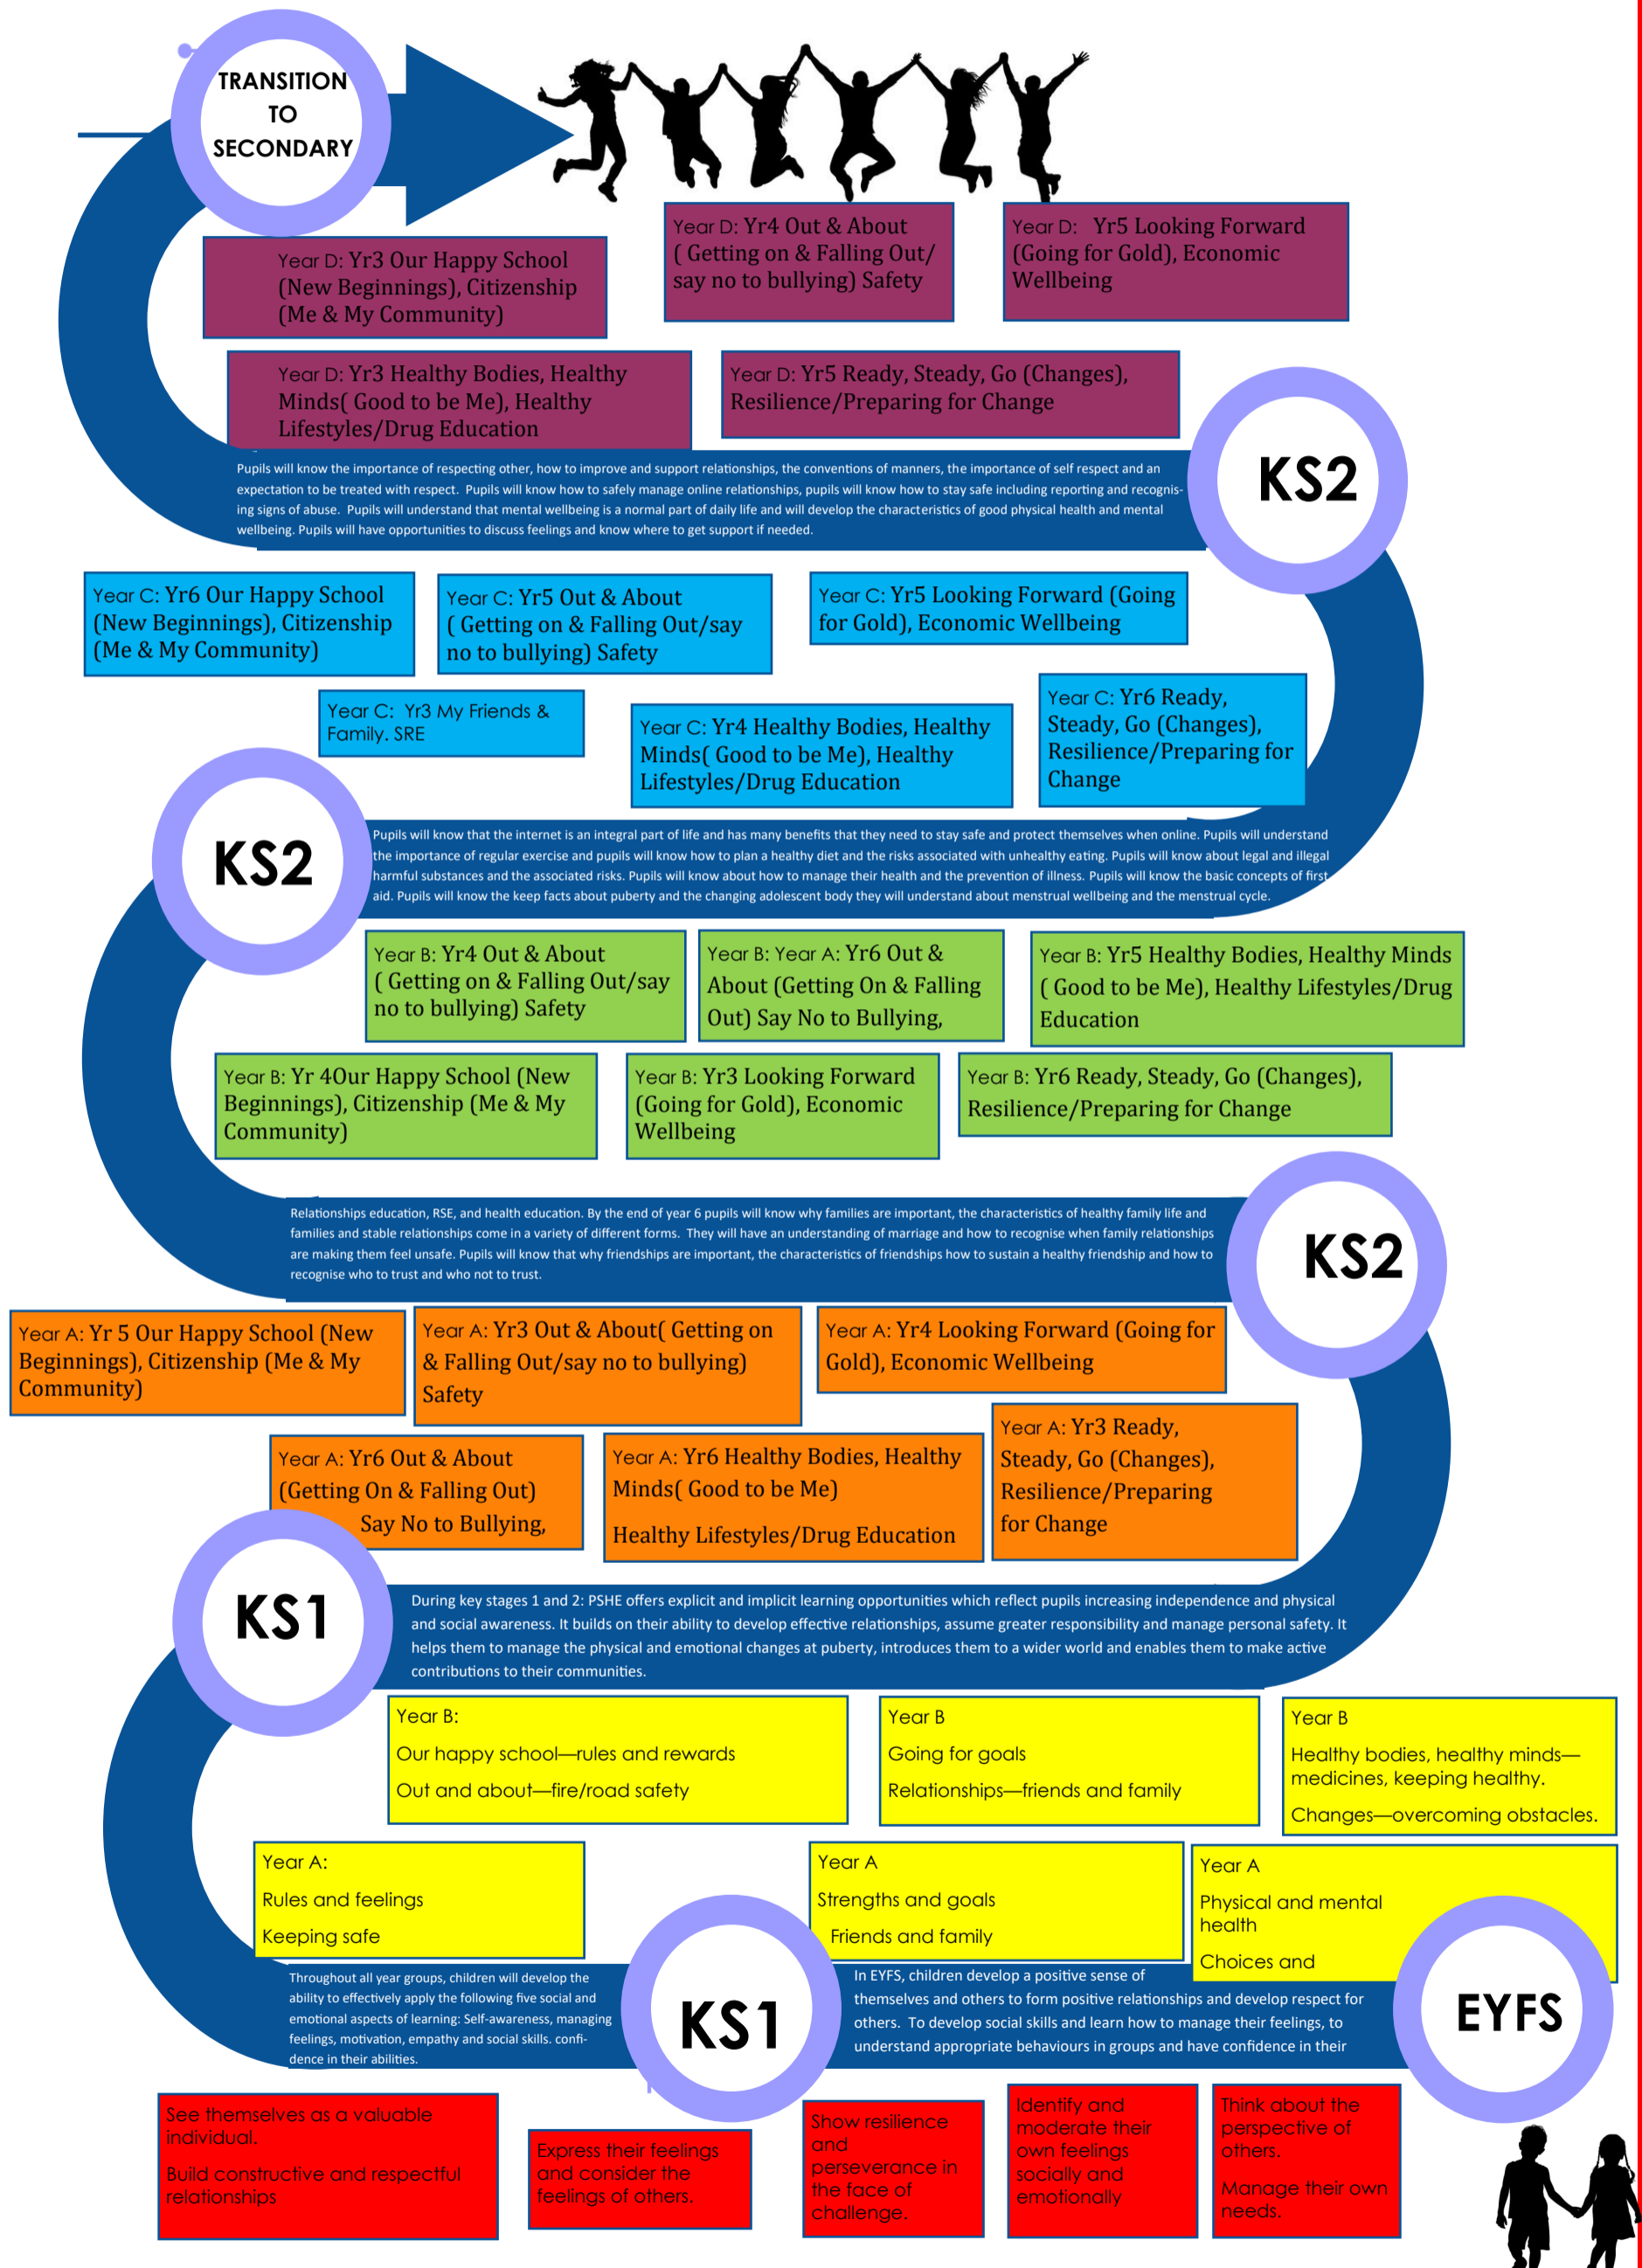 TRANSITION
TO
SECONDARY
Year D: Yr3 Our Happy School
(New Beginnings), Citizenship
(Me & My Community)
Year D: Yr4 Out & About
( Getting on & Falling Out/
say no to bullying) Safety
Year D: Yr5 Looking Forward
(Going for Gold), Economic
Wellbeing
Year D: Yr3 Healthy Bodies, Healthy
Minds( Good to be Me), Healthy
Lifestyles/Drug Education
Year D: Yr5 Ready, Steady, Go (Changes),
Resilience/Preparing for Change
KS2
Pupils will know the importance of respecting other, how to improve and support relationships, the conventions of manners, the importance of self respect and an
expectation to be treated with respect. Pupils will know how to safely manage online relationships, pupils will know how to stay safe including reporting and recognis-
ing signs of abuse. Pupils will understand that mental wellbeing is a normal part of daily life and will develop the characteristics of good physical health and mental
wellbeing. Pupils will have opportunities to discuss feelings and know where to get support if needed.
Year C: Yr6 Our Happy School
(New Beginnings), Citizenship
(Me & My Community)
Year C: Yr5 Out & About
( Getting on & Falling Out/say
no to bullying) Safety
Year C: Yr5 Looking Forward (Going
for Gold), Economic Wellbeing
Year C: Yr3 My Friends &
Family. SRE
Year C: Yr4 Healthy Bodies, Healthy
Minds( Good to be Me), Healthy
Lifestyles/Drug Education
Year C: Yr6 Ready,
Steady, Go (Changes),
Resilience/Preparing for
Change
KS2
Pupils will know that the internet is an integral part of life and has many benefits that they need to stay safe and protect themselves when online. Pupils will understand
the importance of regular exercise and pupils will know how to plan a healthy diet and the risks associated with unhealthy eating. Pupils will know about legal and illegal
harmful substances and the associated risks. Pupils will know about how to manage their health and the prevention of illness. Pupils will know the basic concepts of first
aid. Pupils will know the keep facts about puberty and the changing adolescent body they will understand about menstrual wellbeing and the menstrual cycle.
Year B: Yr4 Out & About
( Getting on & Falling Out/say
no to bullying) Safety
Year B: Year A: Yr6 Out &
About (Getting On & Falling
Out) Say No to Bullying,
Year B: Yr5 Healthy Bodies, Healthy Minds
( Good to be Me), Healthy Lifestyles/Drug
Education
Year B: Yr 4Our Happy School (New
Beginnings), Citizenship (Me & My
Community)
Year B: Yr3 Looking Forward
(Going for Gold), Economic
Wellbeing
Year B: Yr6 Ready, Steady, Go (Changes),
Resilience/Preparing for Change
KS2
Relationships education, RSE, and health education. By the end of year 6 pupils will know why families are important, the characteristics of healthy family life and
families and stable relationships come in a variety of different forms. They will have an understanding of marriage and how to recognise when family relationships
are making them feel unsafe. Pupils will know that why friendships are important, the characteristics of friendships how to sustain a healthy friendship and how to
recognise who to trust and who not to trust.
Year A: Yr 5 Our Happy School (New
Beginnings), Citizenship (Me & My
Community)
Year A: Yr3 Out & About( Getting on
& Falling Out/say no to bullying)
Safety
Year A: Yr4 Looking Forward (Going for
Gold), Economic Wellbeing
Year A: Yr6 Out & About
(Getting On & Falling Out)
Say No to Bullying,
Year A: Yr6 Healthy Bodies, Healthy
Minds( Good to be Me)
Healthy Lifestyles/Drug Education
Year A: Yr3 Ready,
Steady, Go (Changes),
Resilience/Preparing
for Change
KS1
During key stages 1 and 2: PSHE offers explicit and implicit learning opportunities which reflect pupils increasing independence and physical
and social awareness. It builds on their ability to develop effective relationships, assume greater responsibility and manage personal safety. It
helps them to manage the physical and emotional changes at puberty, introduces them to a wider world and enables them to make active
contributions to their communities.
Year B:
Our happy school—rules and rewards
Out and about—fire/road safety
Year B
Going for goals
Relationships—friends and family
Year B
Healthy bodies, healthy minds—
medicines, keeping healthy.
Changes—overcoming obstacles.
Year A:
Rules and feelings
Keeping safe
Year A
Strengths and goals
Friends and family
Year A
Physical and mental
health
Choices and
Throughout all year groups, children will develop the
ability to effectively apply the following five social and
emotional aspects of learning: Self-awareness, managing
feelings, motivation, empathy and social skills. confi-
dence in their abilities.
KS1
In EYFS, children develop a positive sense of
themselves and others to form positive relationships and develop respect for
others. To develop social skills and learn how to manage their feelings, to
understand appropriate behaviours in groups and have confidence in their
EYFS
See themselves as a valuable
individual.
Build constructive and respectful
relationships
Express their feelings
and consider the
feelings of others.
Show resilience
and
perseverance in
the face of
challenge.
Identify and
moderate their
own feelings
socially and
emotionally
Think about the
perspective of
others.
Manage their own
needs.